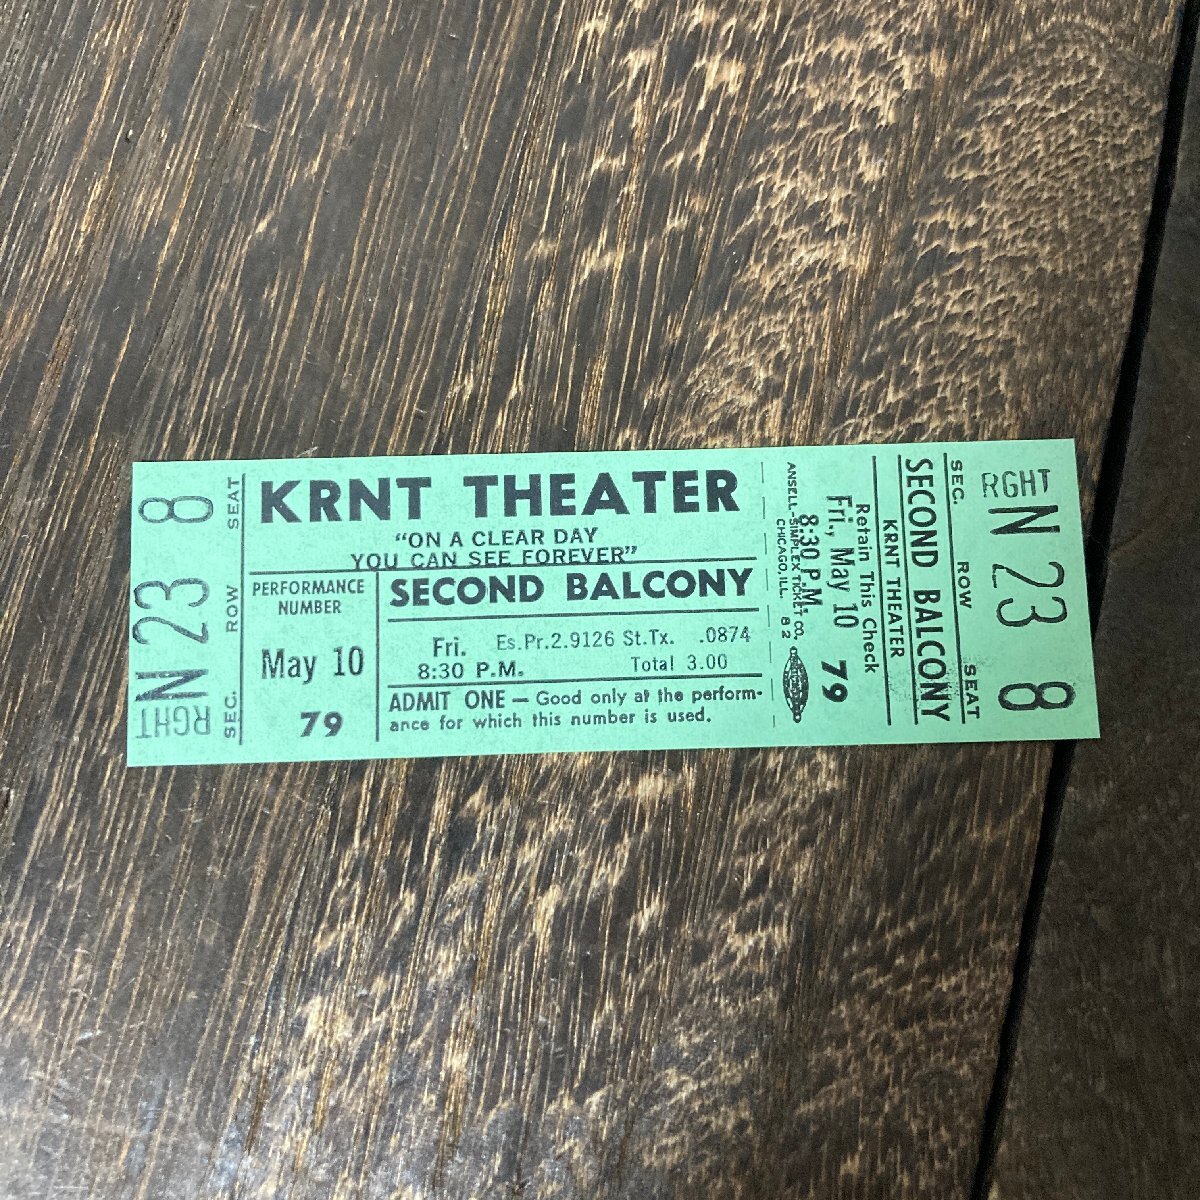 RGHT N 23 8
SEC. ROW SEAT
KRNT THEATER
"ON A CLEAR DAY
YOU CAN SEE FOREVER"
PERFORMANCE
NUMBER
May 10
79
SECOND BALCONY
Fri. Es.Pr.2.9126 St.Tx. .0874
8:30 P.M. Total 3.00
ADMIT ONE — Good only at the perform-
ance for which this number is used.
ANSELL-SIMPLEX TICKET CO.
CHICAGO, ILL. 82
8:30 P.M.
Fri., May 10 79
Retain This Check
KRNT THEATER
SECOND BALCONY
SEC. ROW SEAT
RGHT
N 23 8